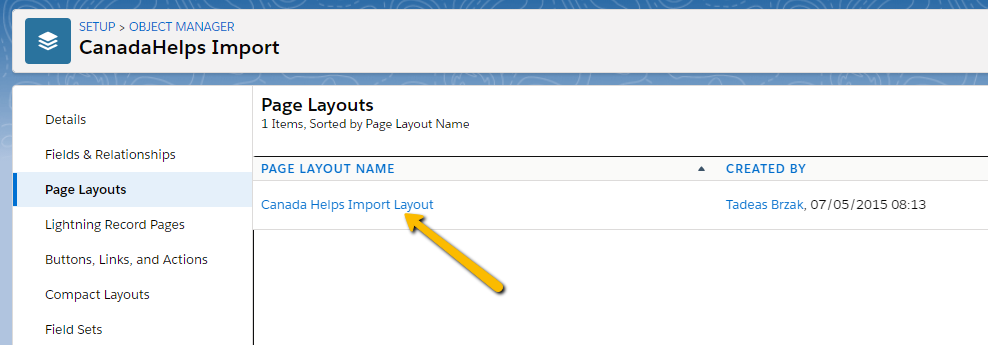 SETUP > OBJECT MANAGER
CanadaHelps Import
Details
Fields & Relationships
Page Layouts
Lightning Record Pages
Buttons, Links, and Actions
Compact Layouts
Field Sets
Page Layouts
1 Items, Sorted by Page Layout Name
PAGE LAYOUT NAME CREATED BY
Canada Helps Import Layout Tadeas Brzak, 07/05/2015 08:13